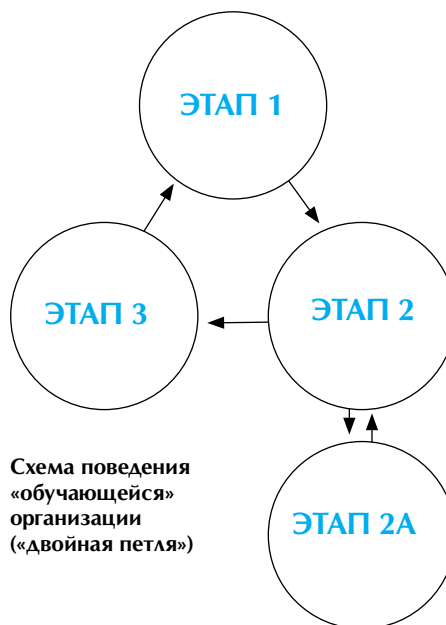 ЭТАП 1
ЭТАП 3
ЭТАП 2
Схема поведения
«обучающейся»
организации
(«двойная петля»)
ЭТАП 2А